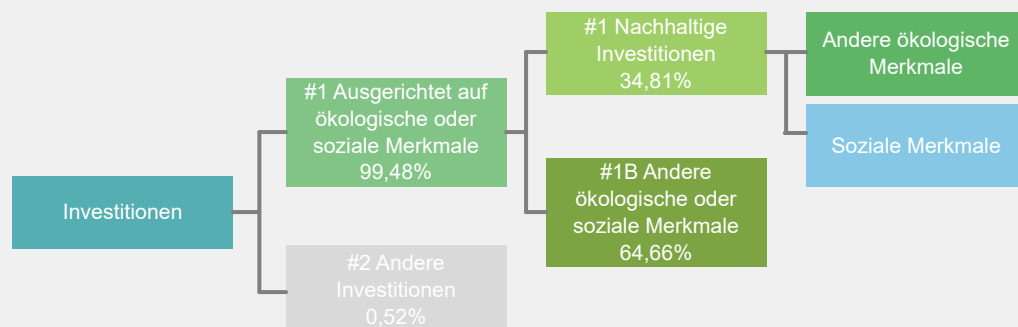 Investitionen
#1 Ausgerichtet auf
ökologische oder
soziale Merkmale
99,48%
#2 Andere
Investitionen
0,52%
#1 Nachhaltige
Investitionen
34,81%
#1B Andere
ökologische oder
soziale Merkmale
64,66%
Andere ökologische
Merkmale
Soziale Merkmale